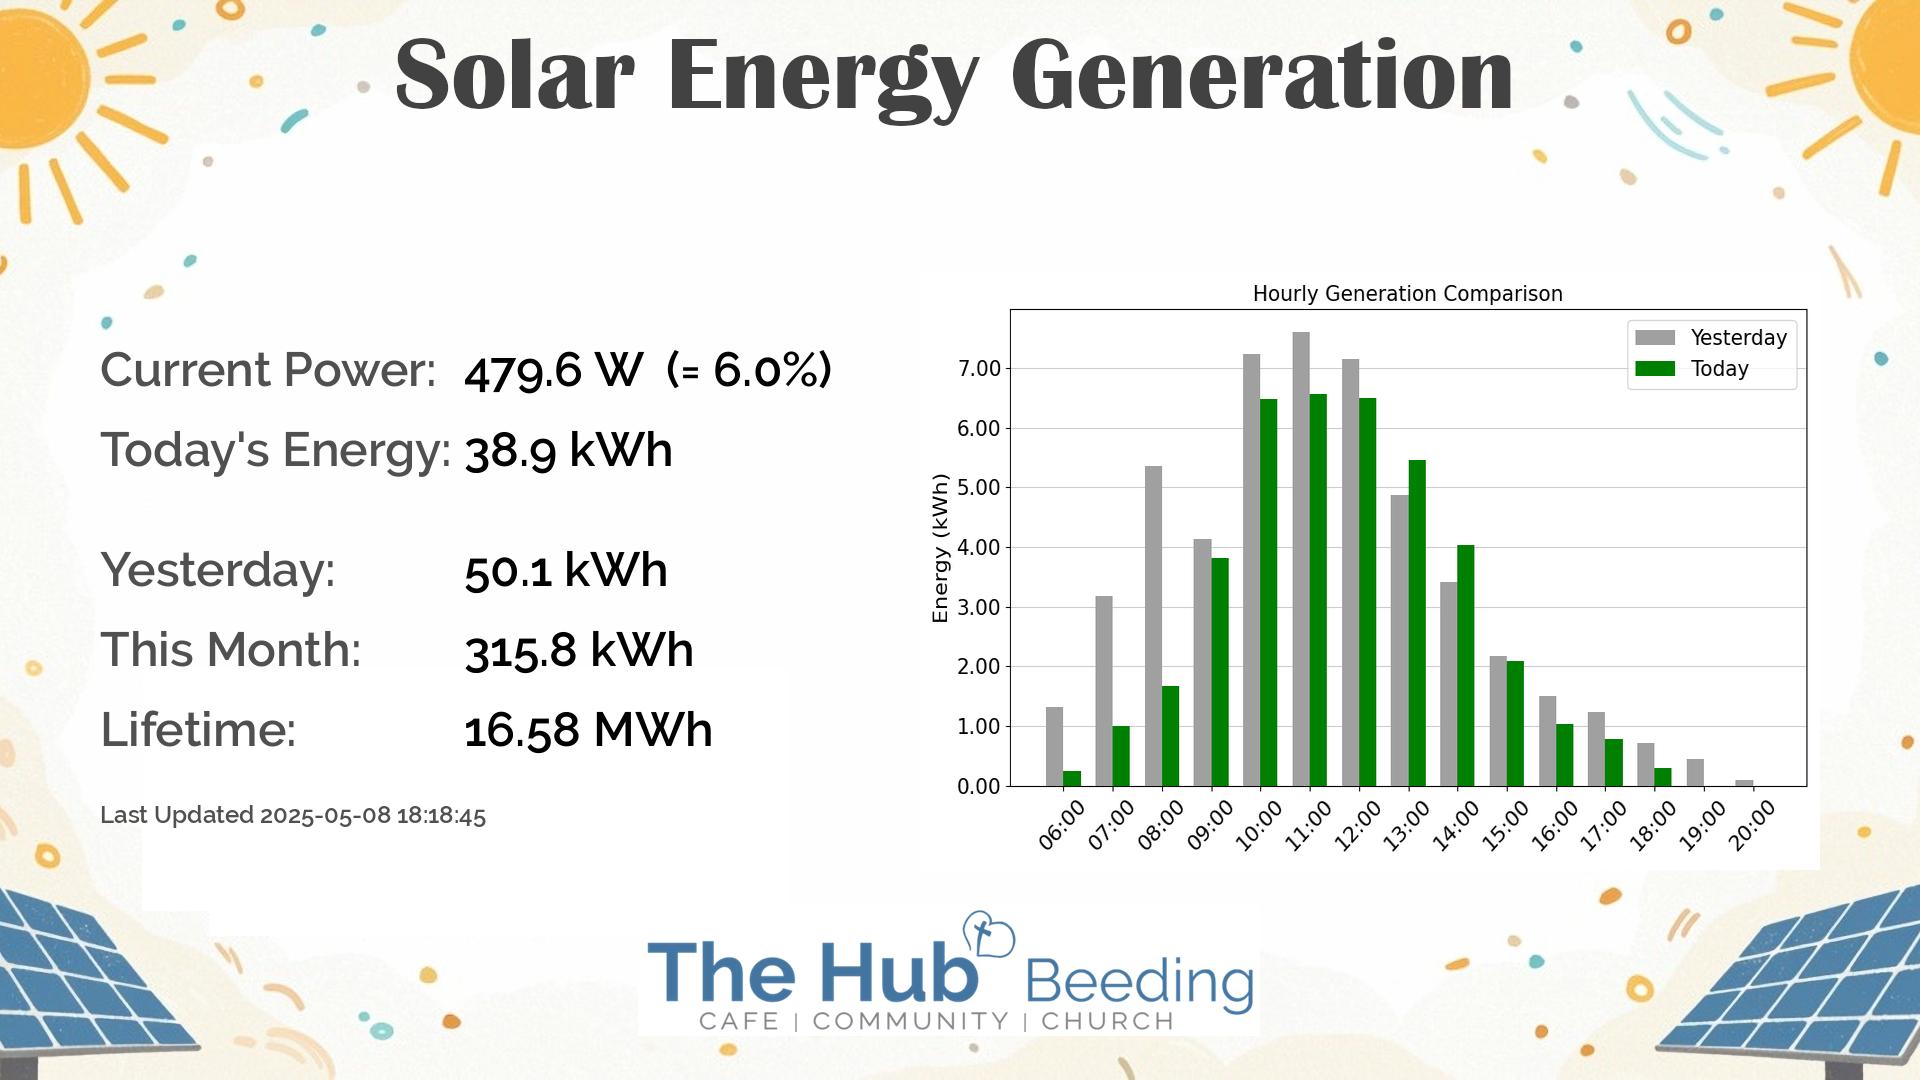 Solar Energy Generation
Current Power: 479.6 W (= 6.0%)
Today's Energy: 38.9 kWh
Yesterday: 50.1 kWh
This Month: 315.8 kWh
Lifetime: 16.58 MWh
Last Updated 2025-05-08 18:18:45
Hourly Generation Comparison
Yesterday
Today
Energy (kWh)
7.00
6.00
5.00
4.00
3.00
2.00
1.00
0.00
06:00 07:00 08:00 09:00 10:00 11:00 12:00 13:00 14:00 15:00 16:00 17:00 18:00 19:00 20:00
The Hub Beeding
CAFE | COMMUNITY | CHURCH